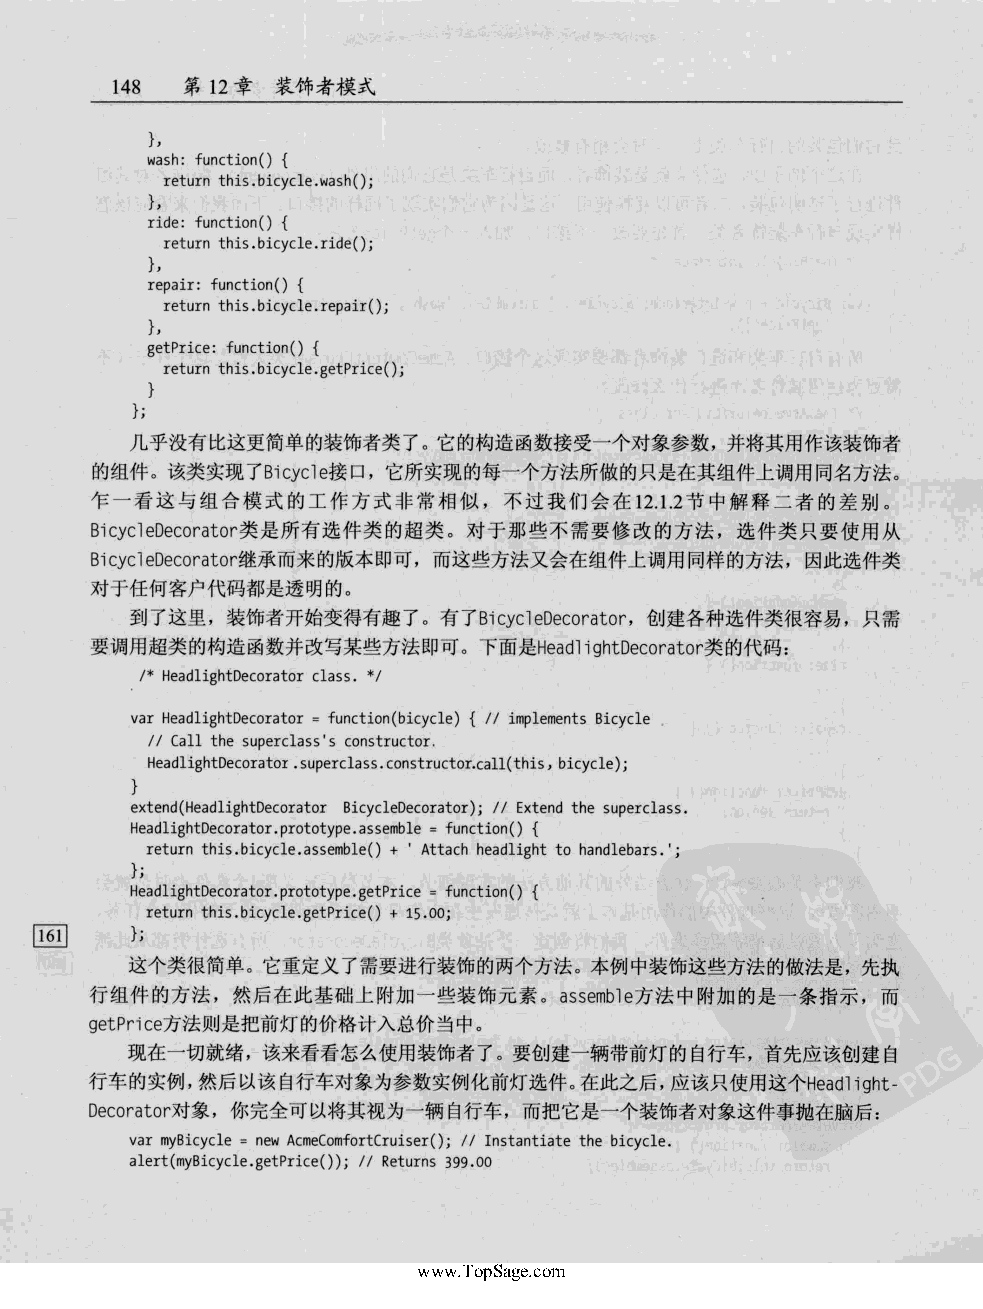 148 第 12 章 装饰者模式
},
wash: function() {
return this.bicycle.wash();
},
ride: function() {
return this.bicycle.ride();
},
repair: function() {
return this.bicycle.repair();
},
getPrice: function() {
return this.bicycle.getPrice();
}
};
几乎没有比这更简单的装饰者类了。它的构造函数接受一个对象参数，并将其用作该装饰者
的组件。该类实现了Bicycle接口，它所实现的每一个方法所做的只是在其组件上调用同名方法。
乍一看这与组合模式的工作方式非常相似，不过我们会在12.1.2节中解释二者的差别。
BicycleDecorator类是所有选件类的超类。对于那些不需要修改的方法，选件类只要使用从
BicycleDecorator继承而来的版本即可，而这些方法又会在组件上调用同样的方法，因此选件类
对于任何客户代码都是透明的。
到了这里，装饰者开始变得有趣了。有了BicycleDecorator，创建各种选件类很容易，只需
要调用超类的构造函数并改写某些方法即可。下面是HeadlightDecorator类的代码：
/* HeadlightDecorator class. */
var HeadlightDecorator = function(bicycle) { // implements Bicycle
// Call the superclass's constructor.
HeadlightDecorator.superclass.constructor.call(this, bicycle);
}
extend(HeadlightDecorator BicycleDecorator); // Extend the superclass.
HeadlightDecorator.prototype.assemble = function() {
return this.bicycle.assemble() + ' Attach headlight to handlebars.';
};
HeadlightDecorator.prototype.getPrice = function() {
return this.bicycle.getPrice() + 15.00;
161 };
这个类很简单。它重定义了需要进行装饰的两个方法。本例中装饰这些方法的做法是，先执
行组件的方法，然后在此基础上附加一些装饰元素。assemble方法中附加的是一条指示，而
getPrice方法则是把前灯的价格计入总价当中。
现在一切就绪，该来看看怎么使用装饰者了。要创建一辆带前灯的自行车，首先应该创建自
行车的实例，然后以该自行车对象为参数实例化前灯选件。在此之后，应该只使用这个Headlight-
Decorator对象，你完全可以将其视为一辆自行车，而把它是一个装饰者对象这件事抛在脑后：
var myBicycle = new AcmeComfortCruiser(); // Instantiate the bicycle.
alert(myBicycle.getPrice()); // Returns 399.00
PDG
www.TopSage.com